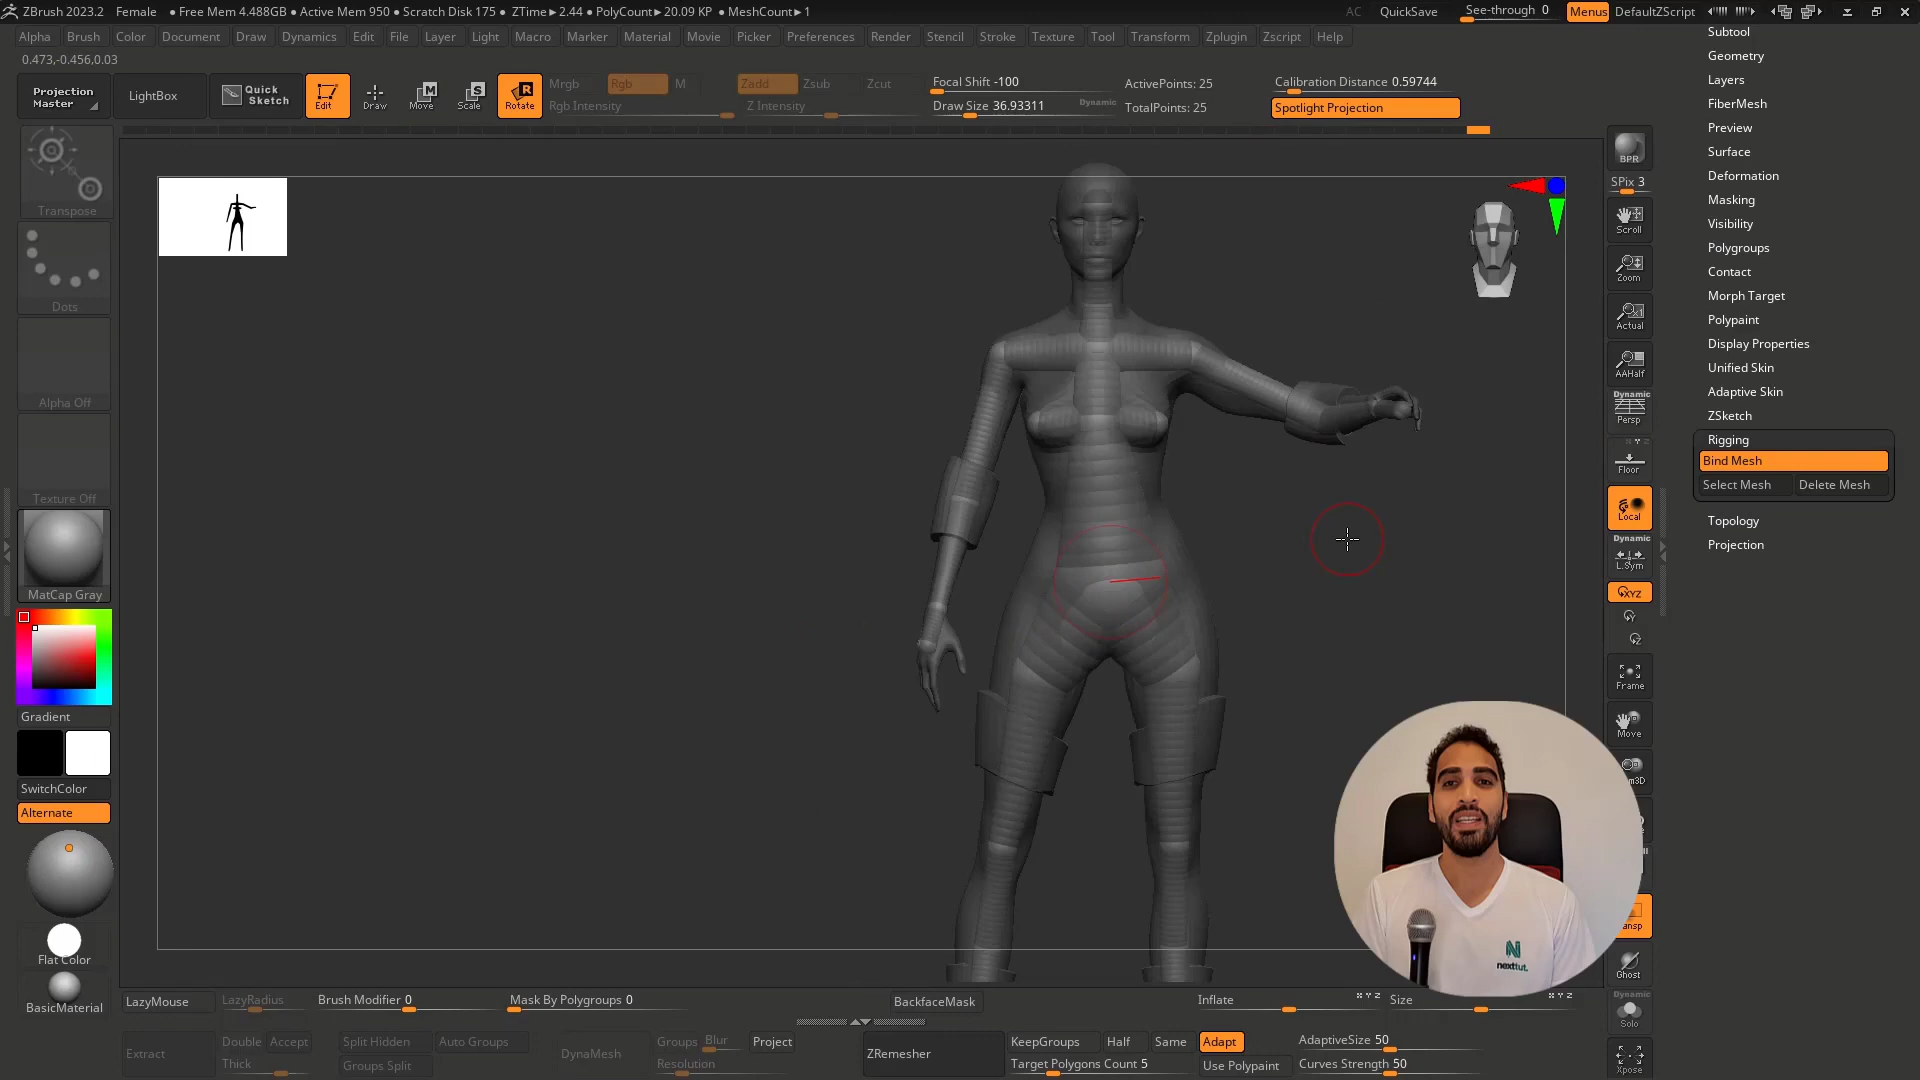 ZBrush 2023.2 Female ● Free Mem 4.488GB ● Active Mem 950 ● Scratch Disk 175 ● ZTime►2.44 ● PolyCount►20.09 KP ● MeshCount►1 AC QuickSave See-through 0 Menus DefaultZScript
Alpha Brush Color Document Draw Dynamics Edit File Layer Light Macro Marker Material Movie Picker Preferences Render Stencil Stroke Texture Tool Transform Zplugin Zscript Help
0.473,-0.456,0.03
Projection Master
LightBox
Quick Sketch
Edit
Draw
Move
Scale
Rotate
Mrgb Rgb M
Rgb Intensity
Zadd Zsub Zcut
Z Intensity
Focal Shift -100
Draw Size 36.93311 Dynamic
ActivePoints: 25
TotalPoints: 25
Calibration Distance 0.59744
Spotlight Projection
Transpose
Dots
Alpha Off
Texture Off
MatCap Gray
Gradient
SwitchColor
Alternate
Flat Color
BasicMaterial
BPR
SPix 3
Scroll
Zoom
Actual
AAHalf
Dynamic
Persp
Floor
Local
Dynamic
L.Sym
XYZ
Y
Z
Frame
Move
Ghost
Dynamic
Solo
Xpose
Subtool
Geometry
Layers
FiberMesh
Preview
Surface
Deformation
Masking
Visibility
Polygroups
Contact
Morph Target
Polypaint
Display Properties
Unified Skin
Adaptive Skin
ZSketch
Rigging
Bind Mesh
Select Mesh Delete Mesh
Topology
Projection
N
nexttut.
LazyMouse LazyRadius Brush Modifier 0 Mask By Polygroups 0 BackfaceMask Inflate X Y Z Size X Y Z
Extract
Double Accept
Thick
Split Hidden Auto Groups
Groups Split
DynaMesh
Groups Blur Project
Resolution
ZRemesher
KeepGroups Half Same Adapt AdaptiveSize 50
Target Polygons Count 5 Use Polypaint Curves Strength 50